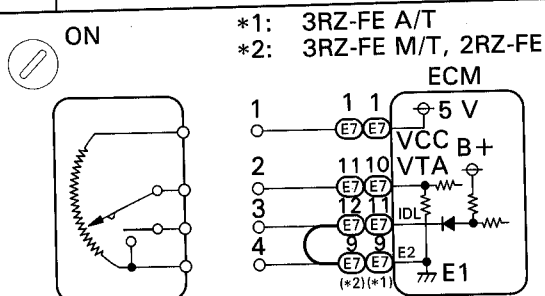 ON
*1: 3RZ-FE A/T
*2: 3RZ-FE M/T, 2RZ-FE
ECM
1 1 1 5 V
E7 E7 VCC B+
2 11 10 VTA
E7 E7
3 12 11 IDL
E7 E7
4 9 9 E2
E7 E7 E1
(*2) (*1)